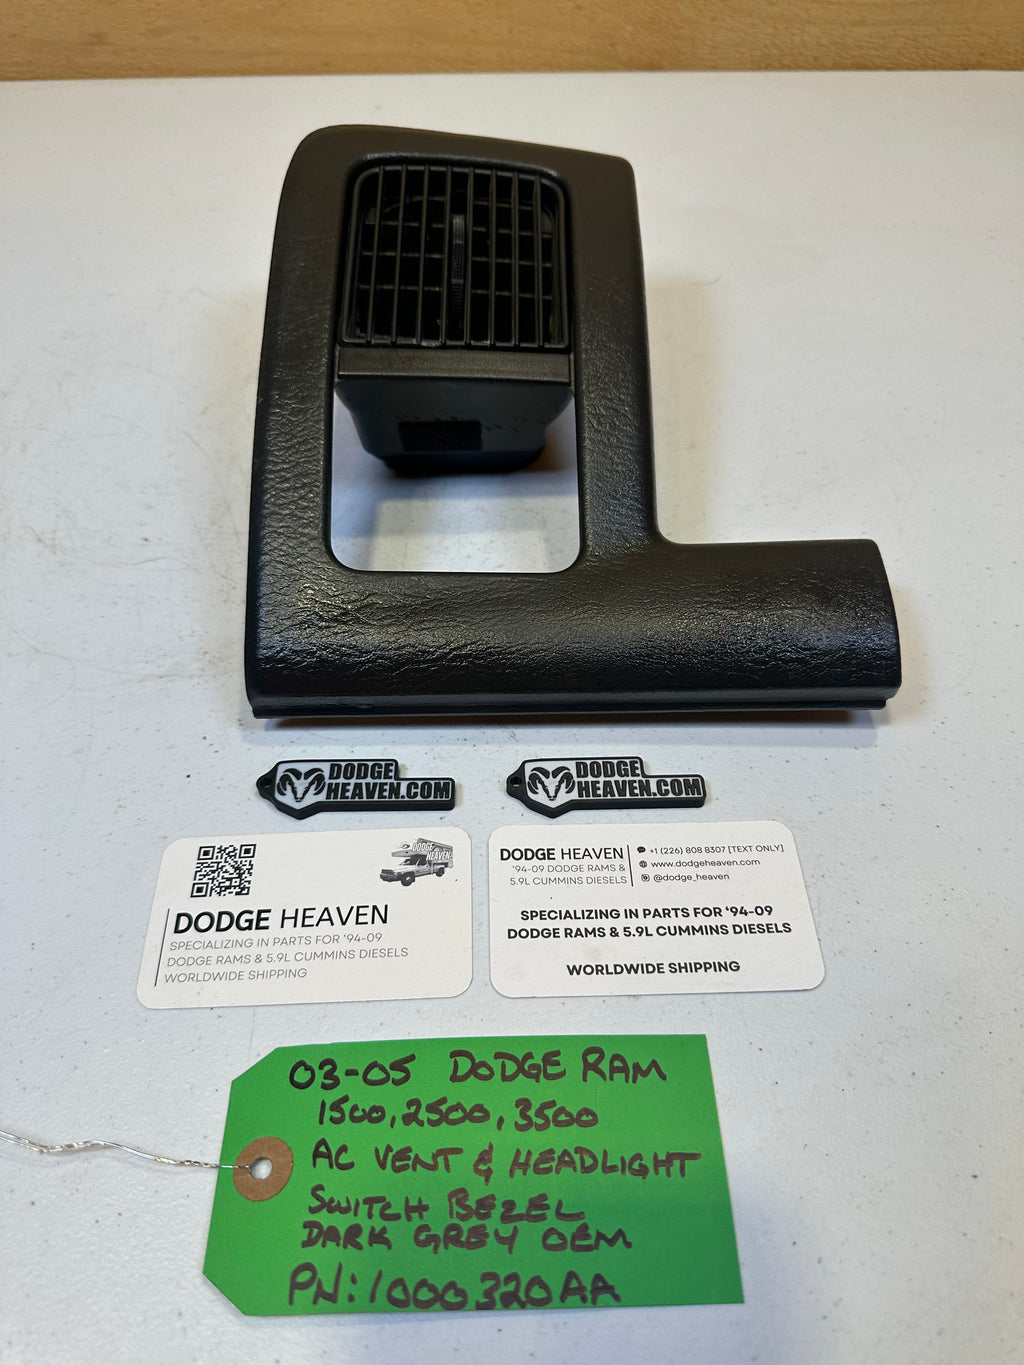 DODGE
HEAVEN.COM
DODGE
HEAVEN.COM
DODGE
HEAVEN
DODGE HEAVEN
SPECIALIZING IN PARTS FOR '94-09
DODGE RAMS & 5.9L CUMMINS DIESELS
WORLDWIDE SHIPPING
DODGE HEAVEN
'94-09 DODGE RAMS &
5.9L CUMMINS DIESELS
+1 (226) 808 8307 [TEXT ONLY]
www.dodgeheaven.com
@dodge_heaven
SPECIALIZING IN PARTS FOR '94-09
DODGE RAMS & 5.9L CUMMINS DIESELS
WORLDWIDE SHIPPING
03-05 DODGE RAM
1500, 2500, 3500
AC VENT & HEADLIGHT
SWITCH BEZEL
DARK GREY OEM
PN: 1000320AA